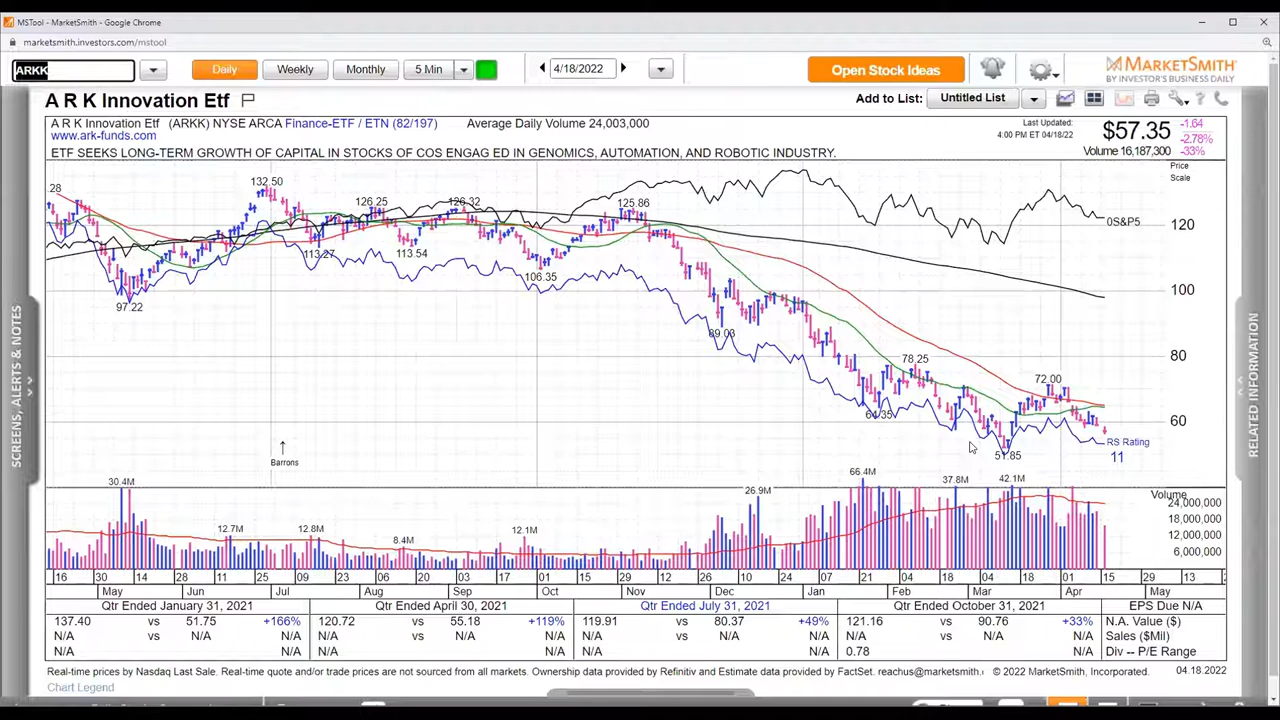 MSTool - MarketSmith - Google Chrome
marketsmith.investors.com/mstool
ARKK Daily Weekly Monthly 5 Min 4/18/2022 Open Stock Ideas MARKETSMITH
BY INVESTOR'S BUSINESS DAILY
A R K Innovation Etf Add to List: Untitled List
A R K Innovation Etf (ARKK) NYSE ARCA Finance-ETF / ETN (82/197) Average Daily Volume 24,003,000
www.ark-funds.com
ETF SEEKS LONG-TERM GROWTH OF CAPITAL IN STOCKS OF COS ENGAG ED IN GENOMICS, AUTOMATION, AND ROBOTIC INDUSTRY.
Last Updated:
4:00 PM ET 04/18/22
$57.35
-1.64
-2.78%
Volume 16,187,300 -33%
Price
Scale
28
132.50
126.25
126.32
125.86
0S&P5
120
113.27
113.54
106.35
100
97.22
89.03
80
78.25
72.00
64.35
60
51.85
RS Rating
11
Barrons
SCREENS, ALERTS & NOTES
RELATED INFORMATION
66.4M
30.4M
26.9M
37.8M
42.1M
Volume
24,000,000
18,000,000
12,000,000
6,000,000
12.7M
12.8M
8.4M
12.1M
16 30 14 28 11 25 09 23 06 20 03 17 01 15 29 12 26 10 24 07 21 04 18 04 18 01 15 29 13
May Jun Jul Aug Sep Oct Nov Dec Jan Feb Mar Apr May
Qtr Ended January 31, 2021 Qtr Ended April 30, 2021 Qtr Ended July 31, 2021 Qtr Ended October 31, 2021 EPS Due N/A
137.40 vs 51.75 +166% 120.72 vs 55.18 +119% 119.91 vs 80.37 +49% 121.16 vs 90.76 +33% N.A. Value ($)
N/A vs N/A N/A N/A vs N/A N/A N/A vs N/A N/A N/A vs N/A N/A Sales ($Mil)
N/A N/A N/A N/A N/A N/A 0.78 N/A Div -- P/E Range
Real-time prices by Nasdaq Last Sale. Real-time quote and/or trade prices are not sourced from all markets. Ownership data provided by Refinitiv and Estimate data provided by FactSet. reachus@marketsmith.c © 2022 MarketSmith, Incorporated. 04.18.2022
Chart Legend